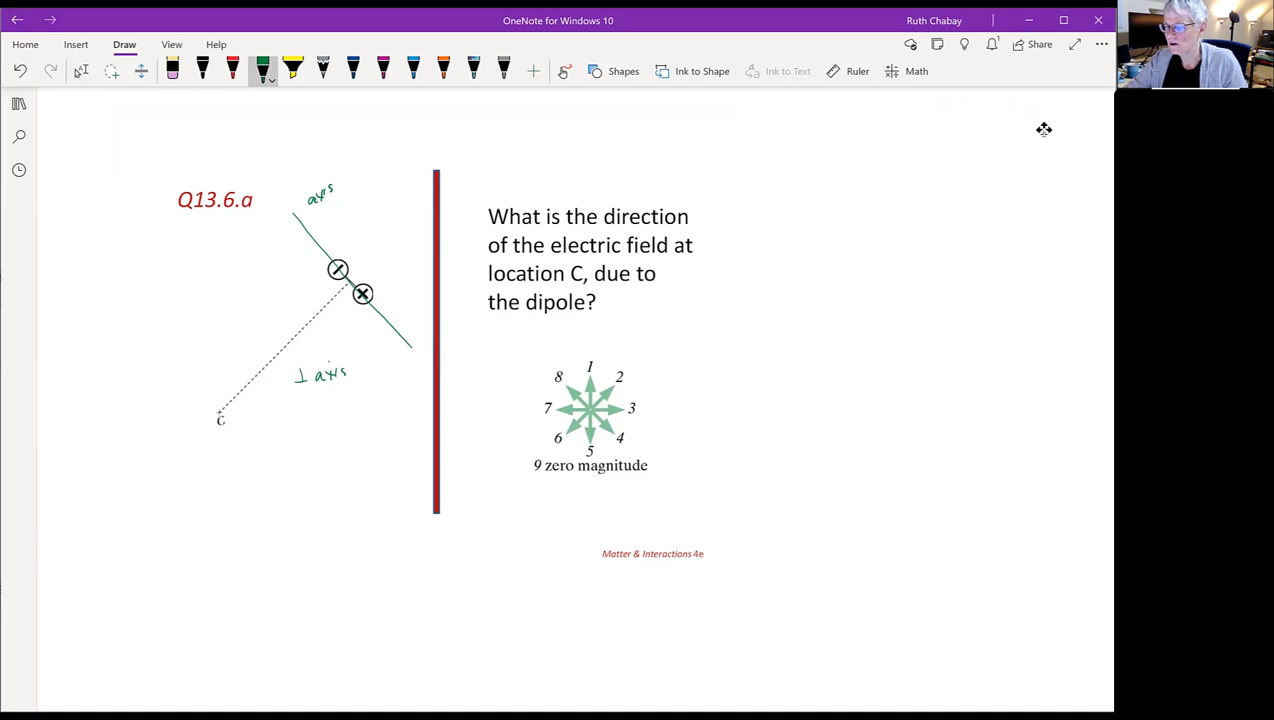 OneNote for Windows 10
Ruth Chabay
Home
Insert
Draw
View
Help
1
Share
Shapes
Ink to Shape
Ink to Text
Ruler
Math
Q13.6.a
axis
⊥ axis
C
What is the direction
of the electric field at
location C, due to
the dipole?
1
8 2
7 3
6 4
5
9 zero magnitude
Matter & Interactions 4e